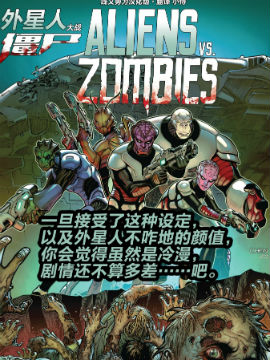 外星人大战
僵尸
ALIENS
VS.
ZOMBIES
一旦接受了这种设定，
以及外星人不咋地的颜值，
你会觉得虽然是冷漫，
剧情还不算多差……吧。